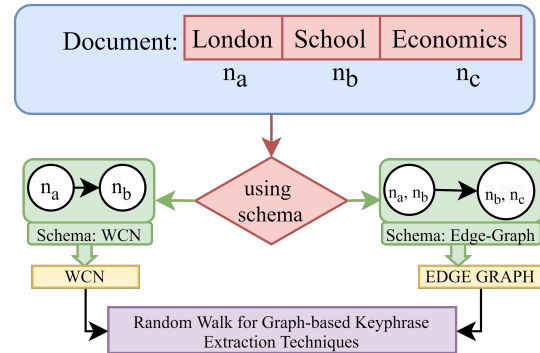 Document: London School Economics
n_a n_b n_c
using
schema
n_a n_b
Schema: WCN
WCN
n_a, n_b n_b, n_c
Schema: Edge-Graph
EDGE GRAPH
Random Walk for Graph-based Keyphrase
Extraction Techniques